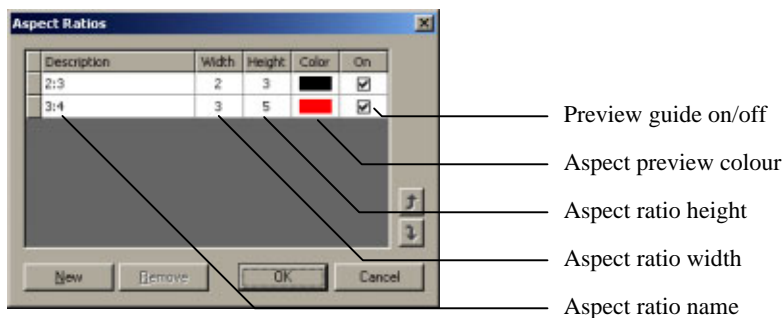 Aspect Ratios
Description Width Height Color On
2:3 2 3
3:4 3 5
Preview guide on/off
Aspect preview colour
Aspect ratio height
Aspect ratio width
New Remove OK Cancel
Aspect ratio name